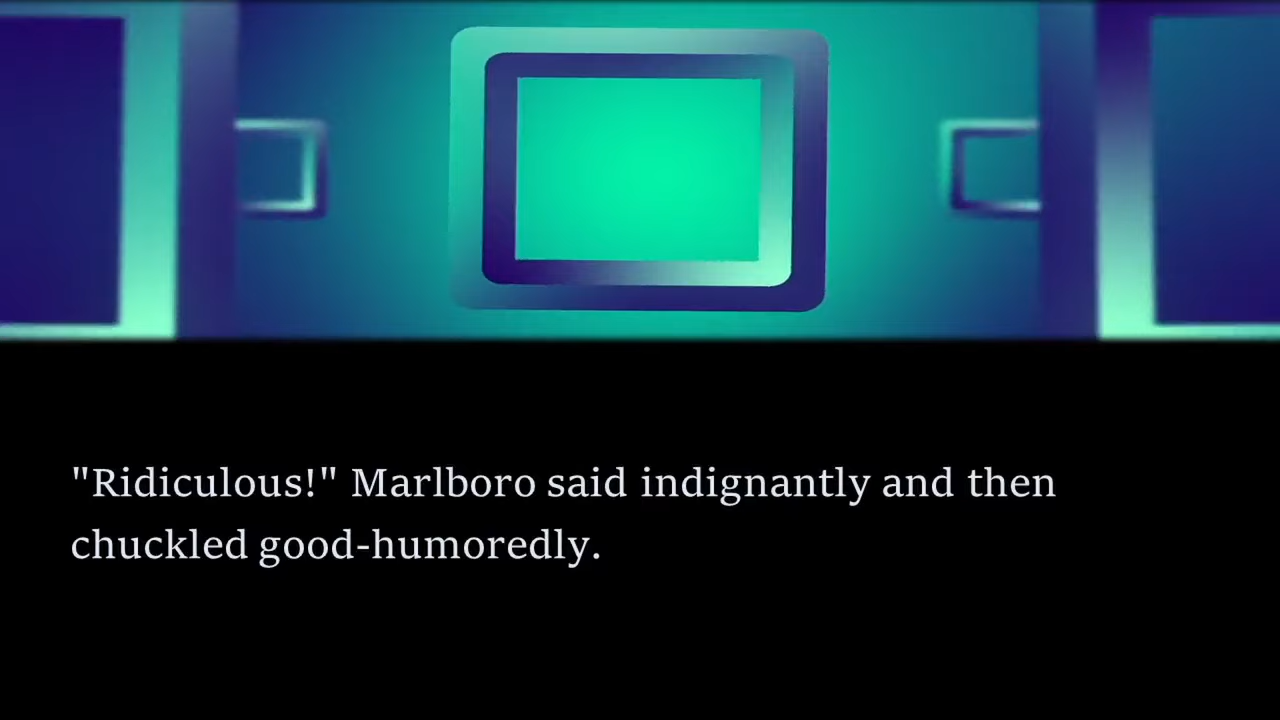 "Ridiculous!" Marlboro said indignantly and then
chuckled good-humoredly.